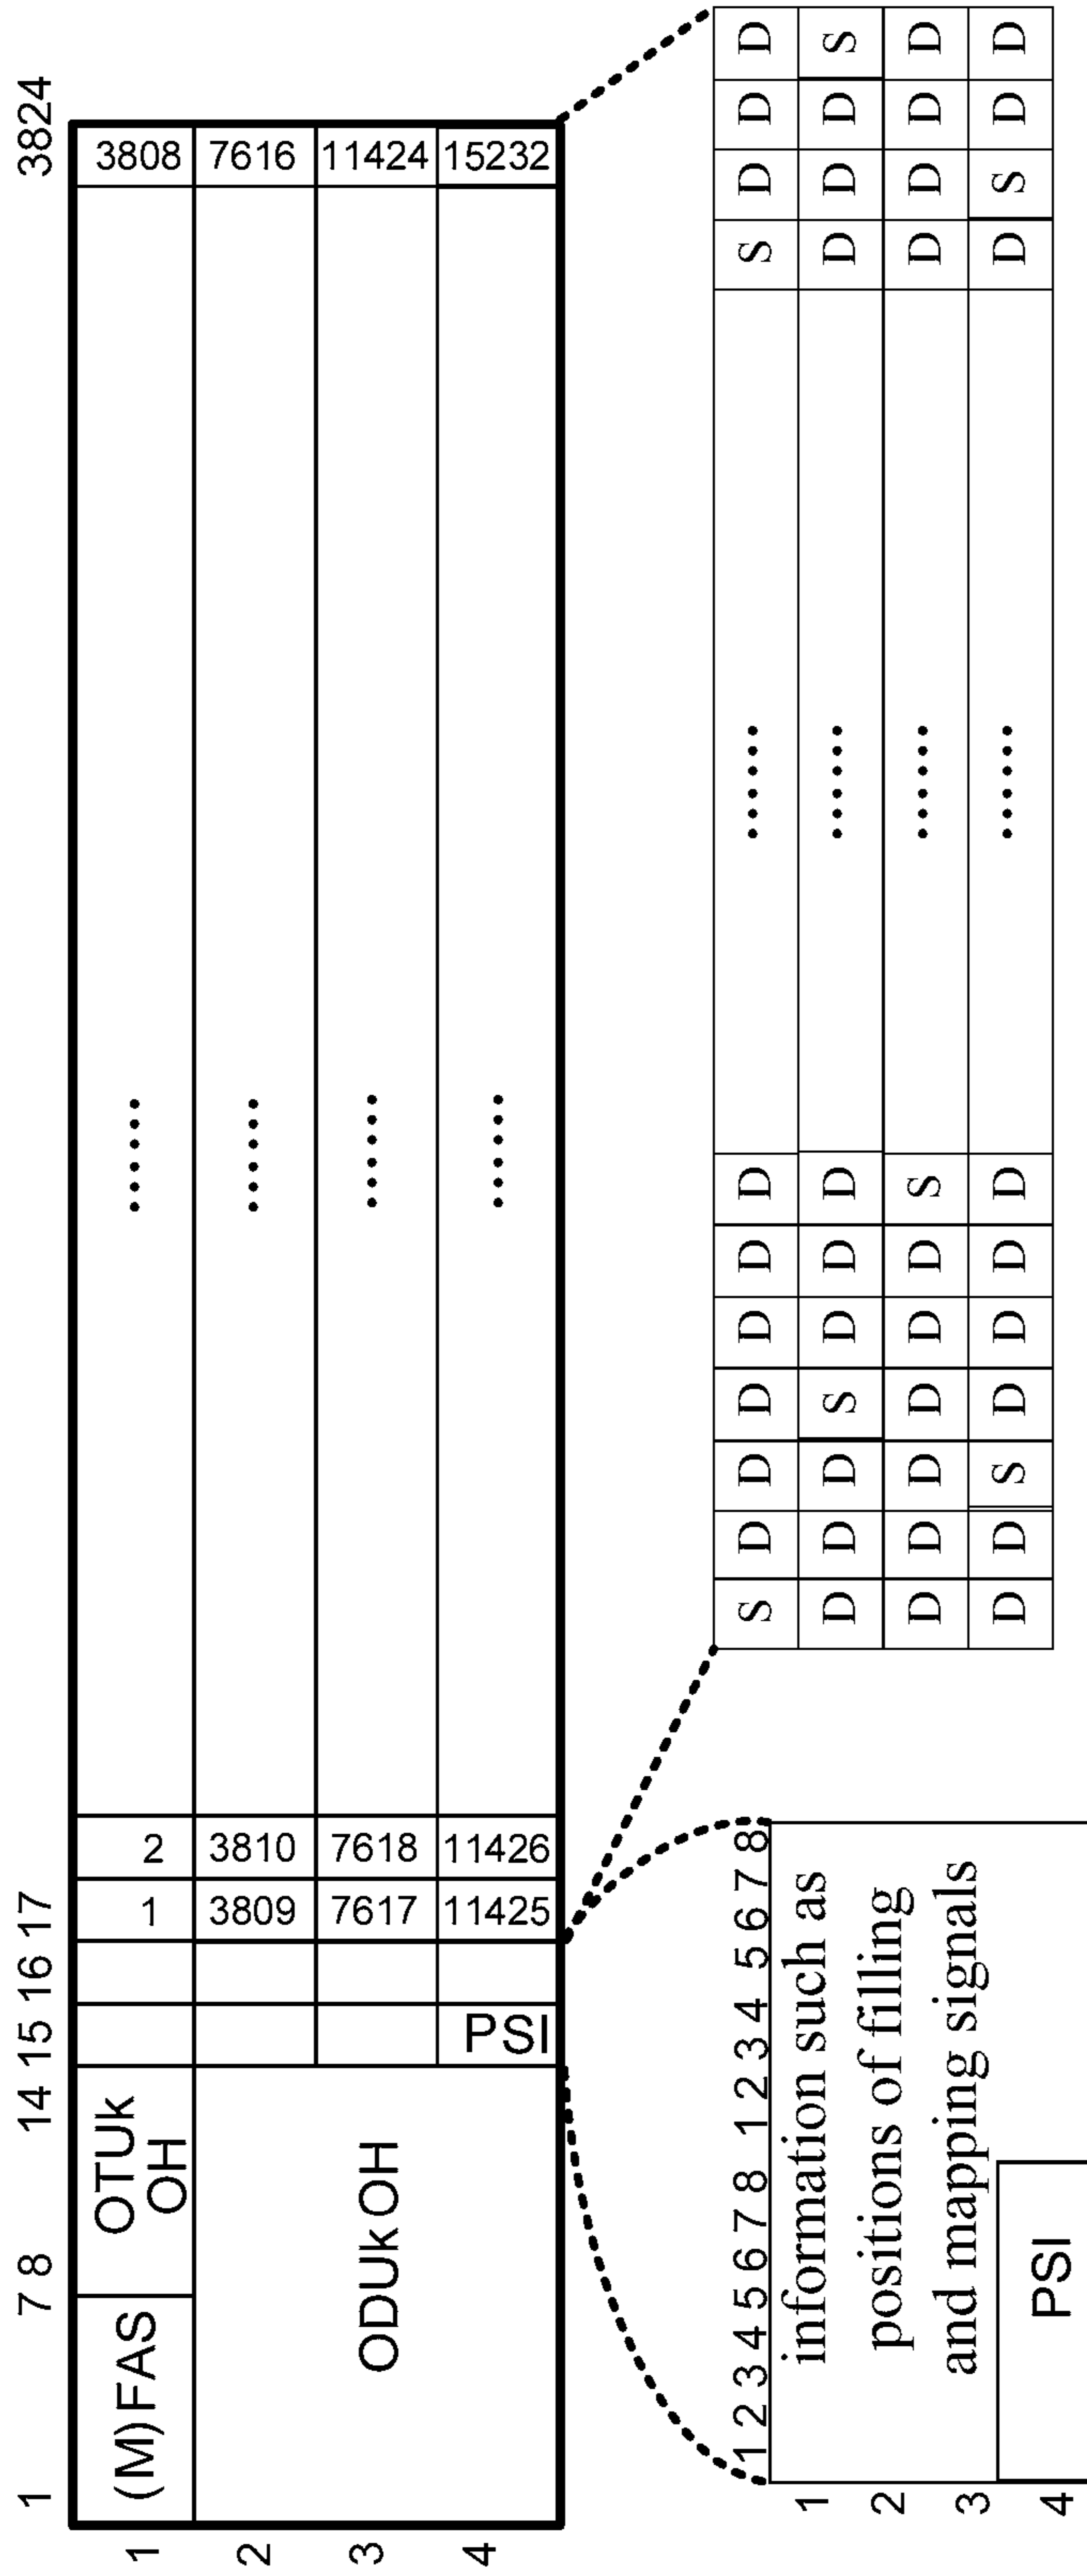 1 7 8 14 15 16 17 3824
1 (M)FAS OTUk OH 1 2 ...... 3808
2 3809 3810 ...... 7616
3 ODUk OH 7617 7618 ...... 11424
4 PSI 11425 11426 ...... 15232
1 2 3 4 5 6 7 8 1 2 3 4 5 6 7 8
1 information such as
2 positions of filling
3 and mapping signals
4 PSI
S D D D D D D ...... S D D D
D D D S D D D ...... D D D S
D D D D D D S ...... D D D D
D D S D D D D ...... D S D D